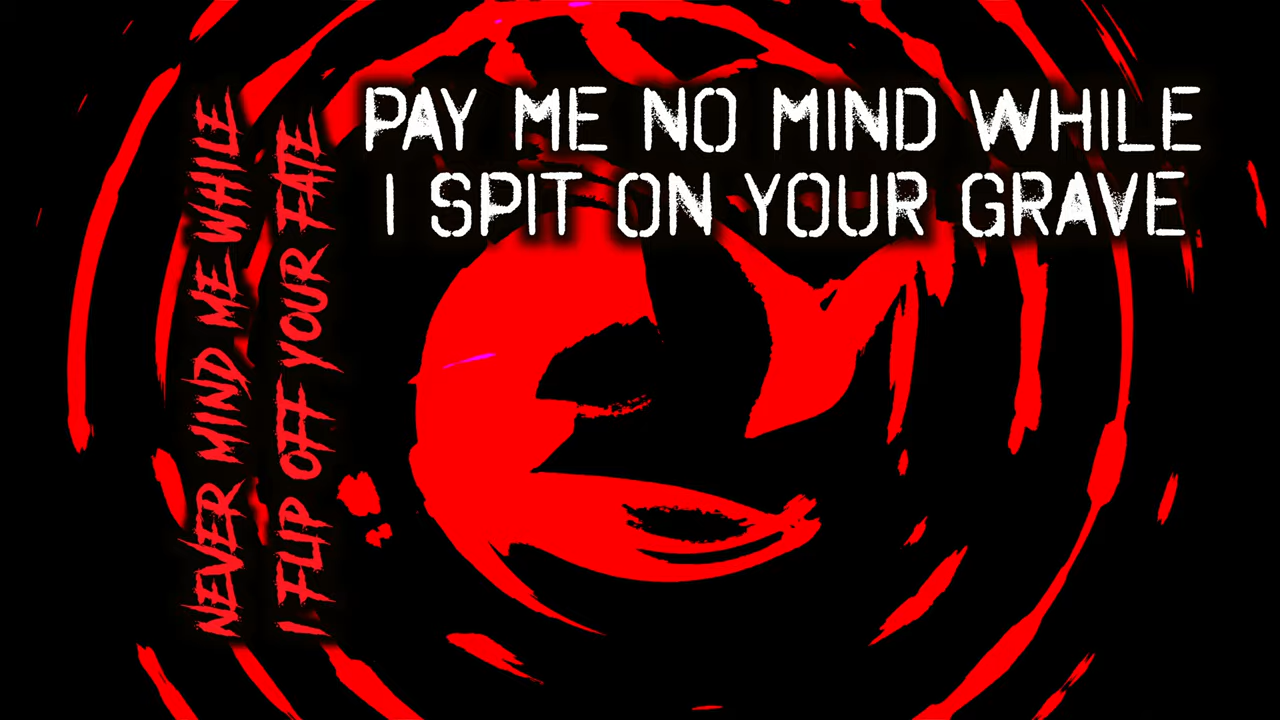 PAY ME NO MIND WHILE
I SPIT ON YOUR GRAVE
NEVER MIND ME WHILE
I FLIP OFF YOUR FATE